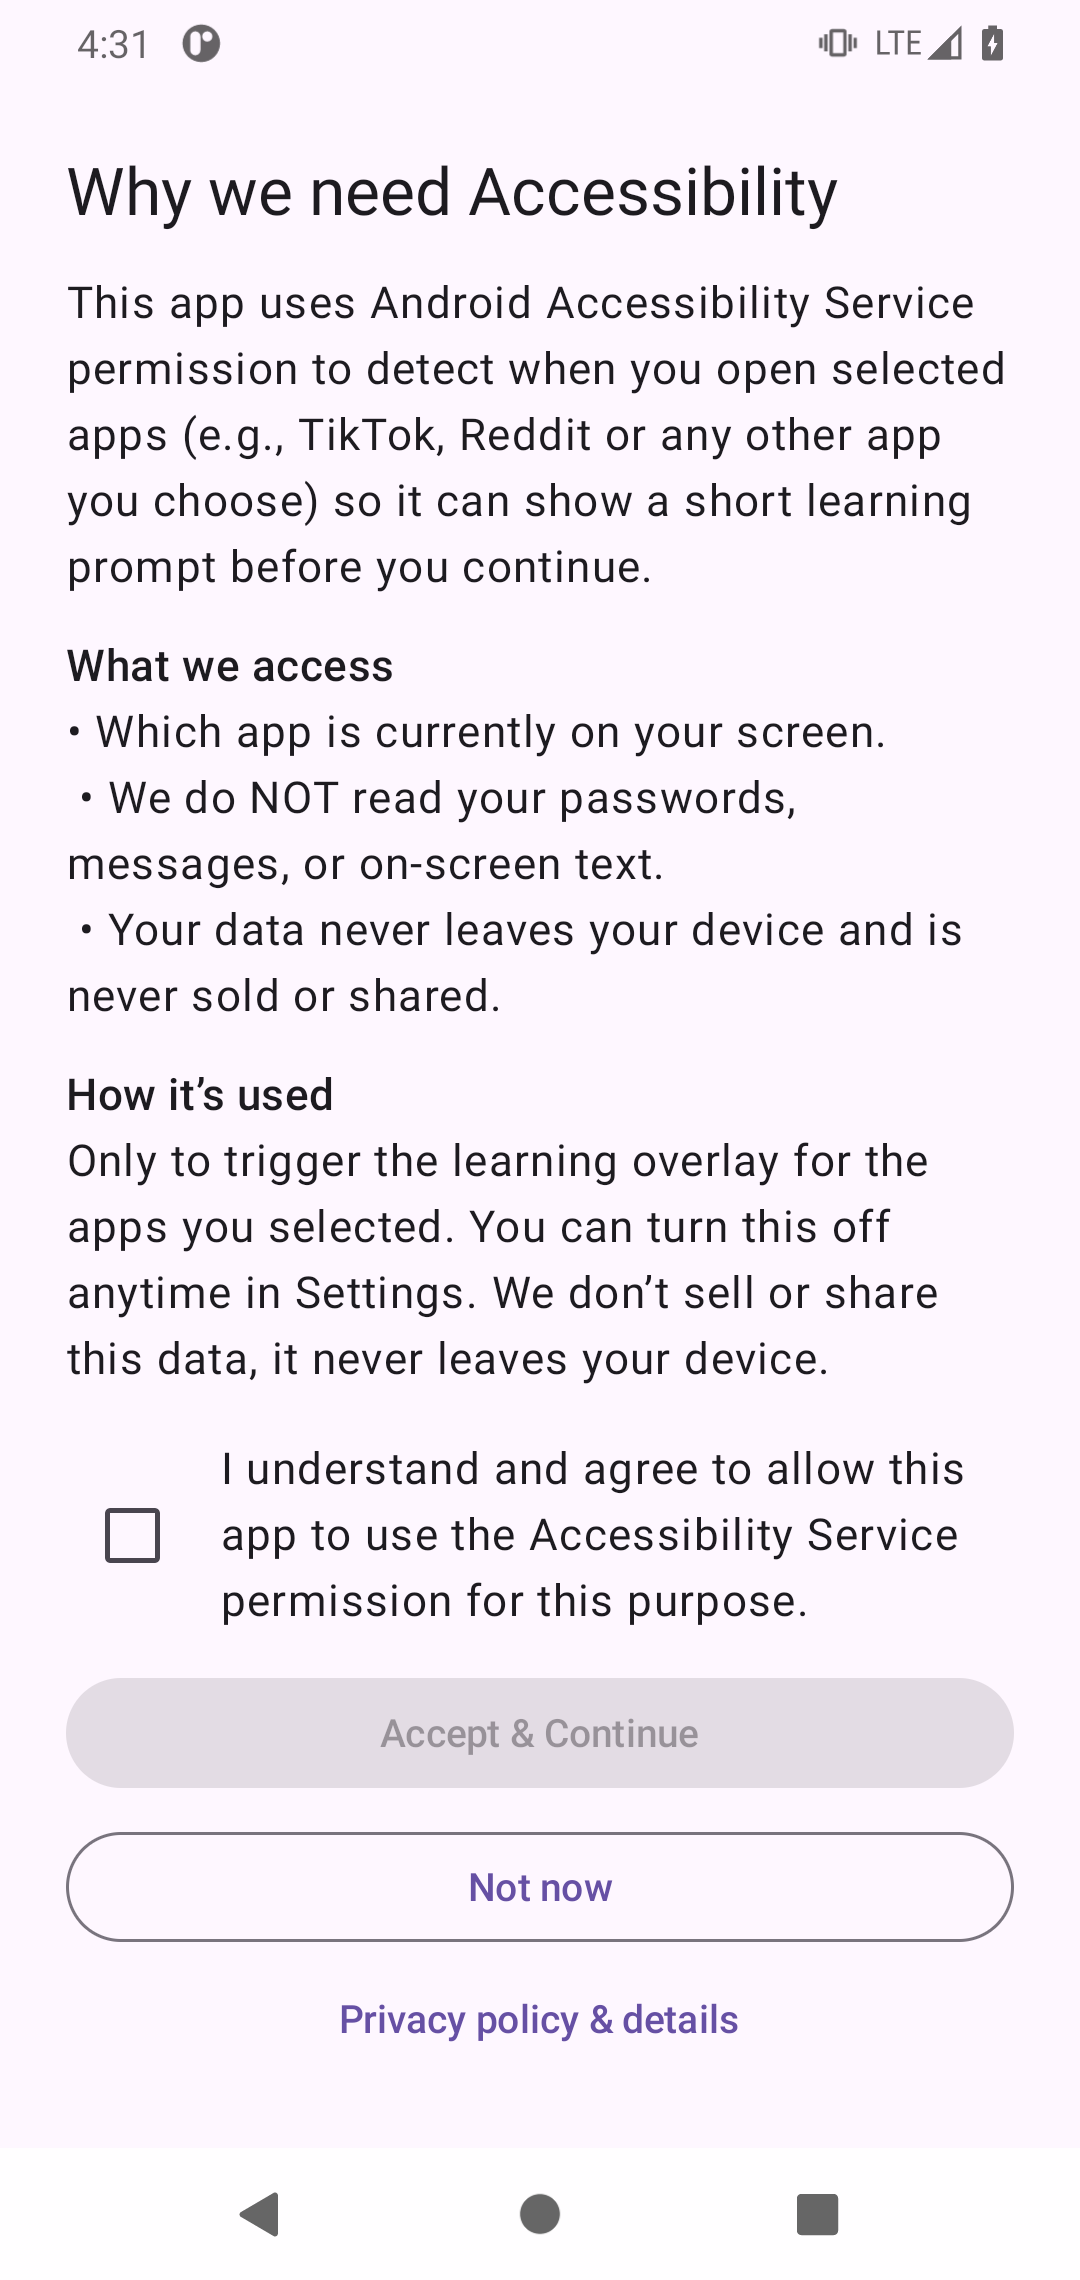 4:31
LTE
Why we need Accessibility
This app uses Android Accessibility Service
permission to detect when you open selected
apps (e.g., TikTok, Reddit or any other app
you choose) so it can show a short learning
prompt before you continue.
What we access
• Which app is currently on your screen.
• We do NOT read your passwords,
messages, or on-screen text.
• Your data never leaves your device and is
never sold or shared.
How it’s used
Only to trigger the learning overlay for the
apps you selected. You can turn this off
anytime in Settings. We don’t sell or share
this data, it never leaves your device.
I understand and agree to allow this
app to use the Accessibility Service
permission for this purpose.
Accept & Continue
Not now
Privacy policy & details